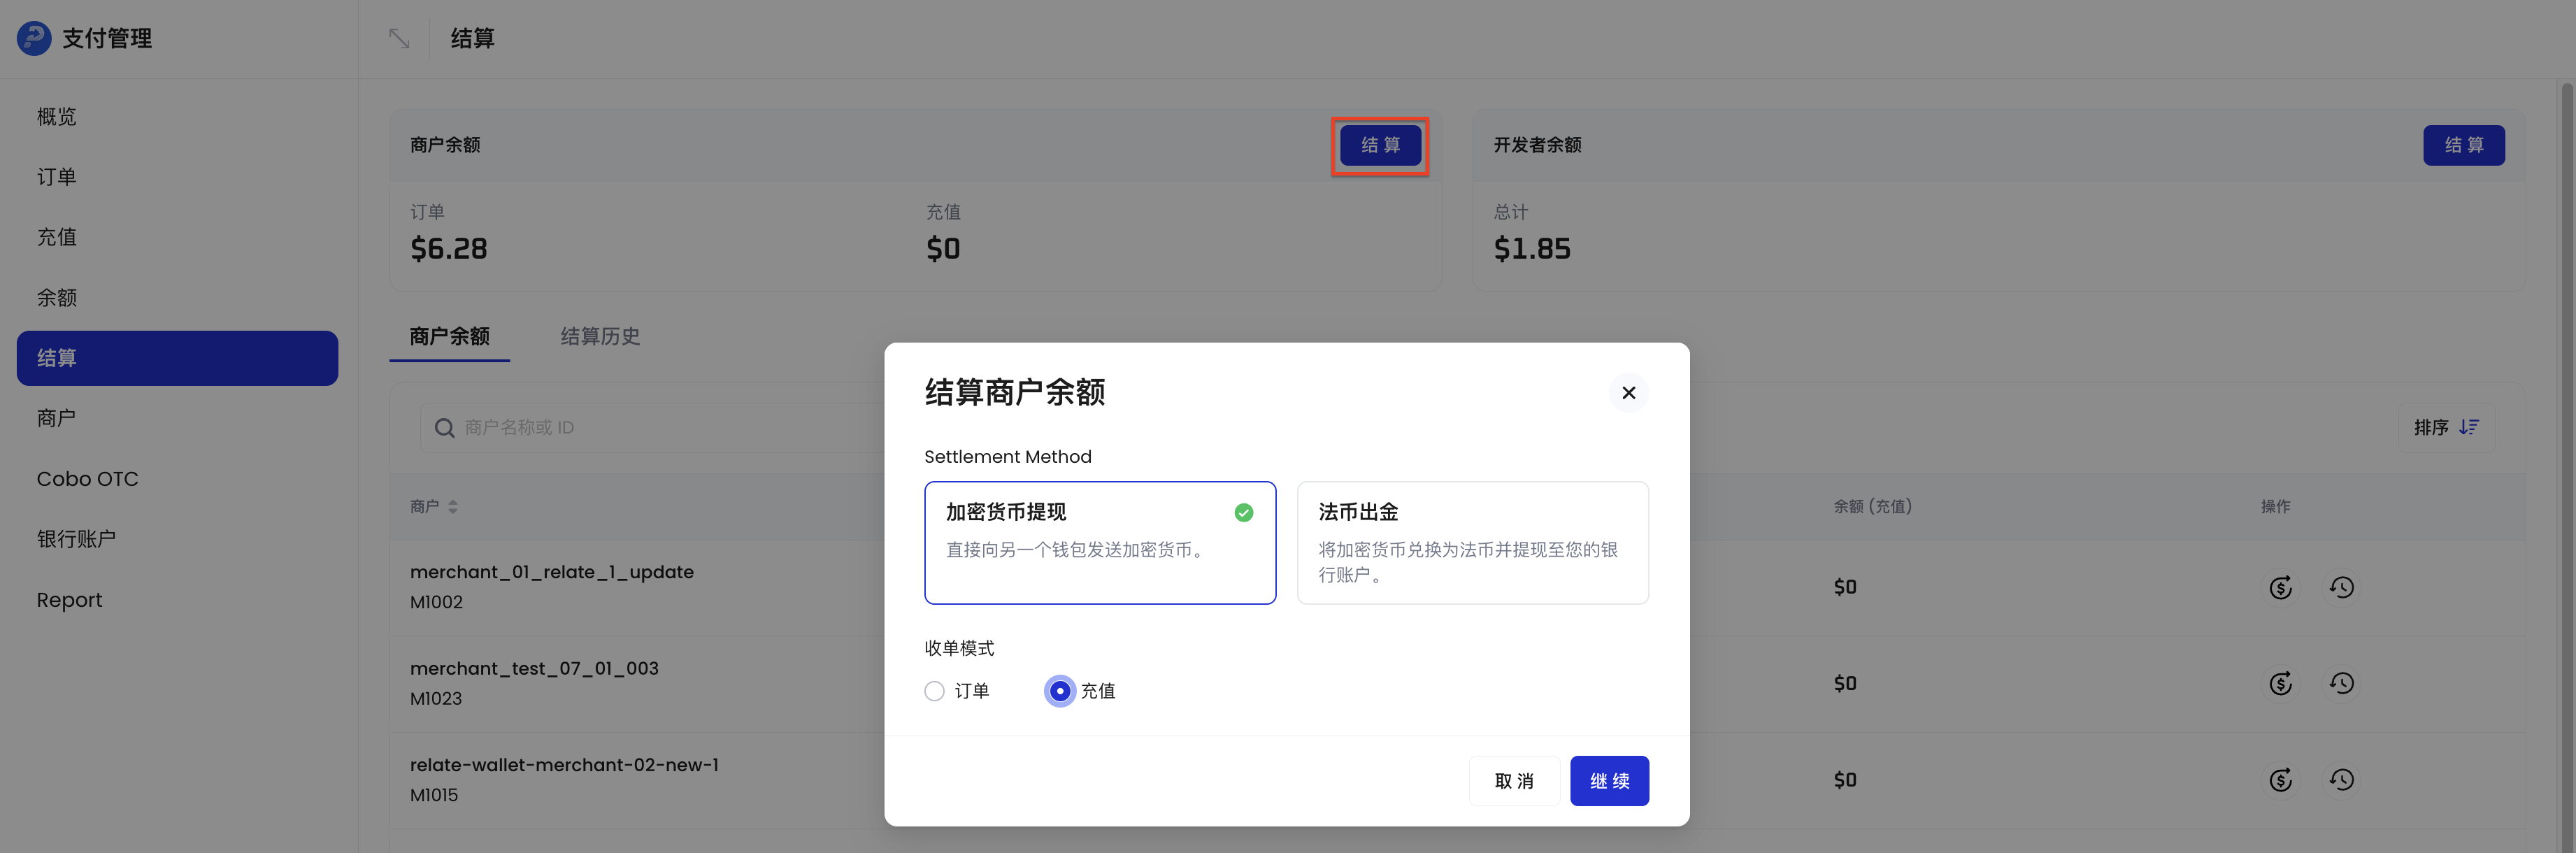 支付管理
结算
概览
订单
充值
余额
结算
商户
Cobo OTC
银行账户
Report
商户余额
结 算
订单
$6.28
充值
$0
开发者余额
结 算
总计
$1.85
商户余额
结算历史
商户名称或 ID
排序
商户
余额 (充值)
操作
merchant_01_relate_1_update
M1002
$0
merchant_test_07_01_003
M1023
$0
relate-wallet-merchant-02-new-1
M1015
$0
结算商户余额
Settlement Method
加密货币提现
直接向另一个钱包发送加密货币。
法币出金
将加密货币兑换为法币并提现至您的银
行账户。
收单模式
订单
充值
取 消
继 续